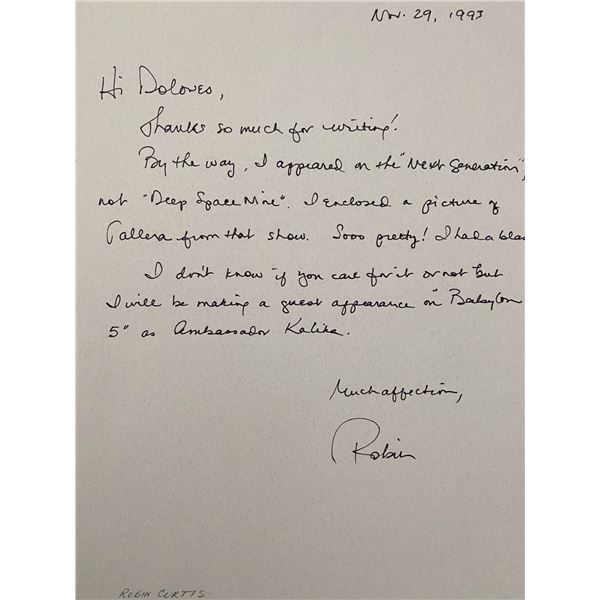 Nov. 29, 1993
Hi Dolores,
Thanks so much for writing!
By the way, I appeared on the "Next Generation",
not "Deep Space Nine". I enclosed a picture of
Tallera from that show. Sooo pretty! I had a blas
I don't know if you care for it or not but
I will be making a guest appearance on "Babylon
5" as Ambassador Kalika.
Much affection,
Robin
ROBIN CURTIS